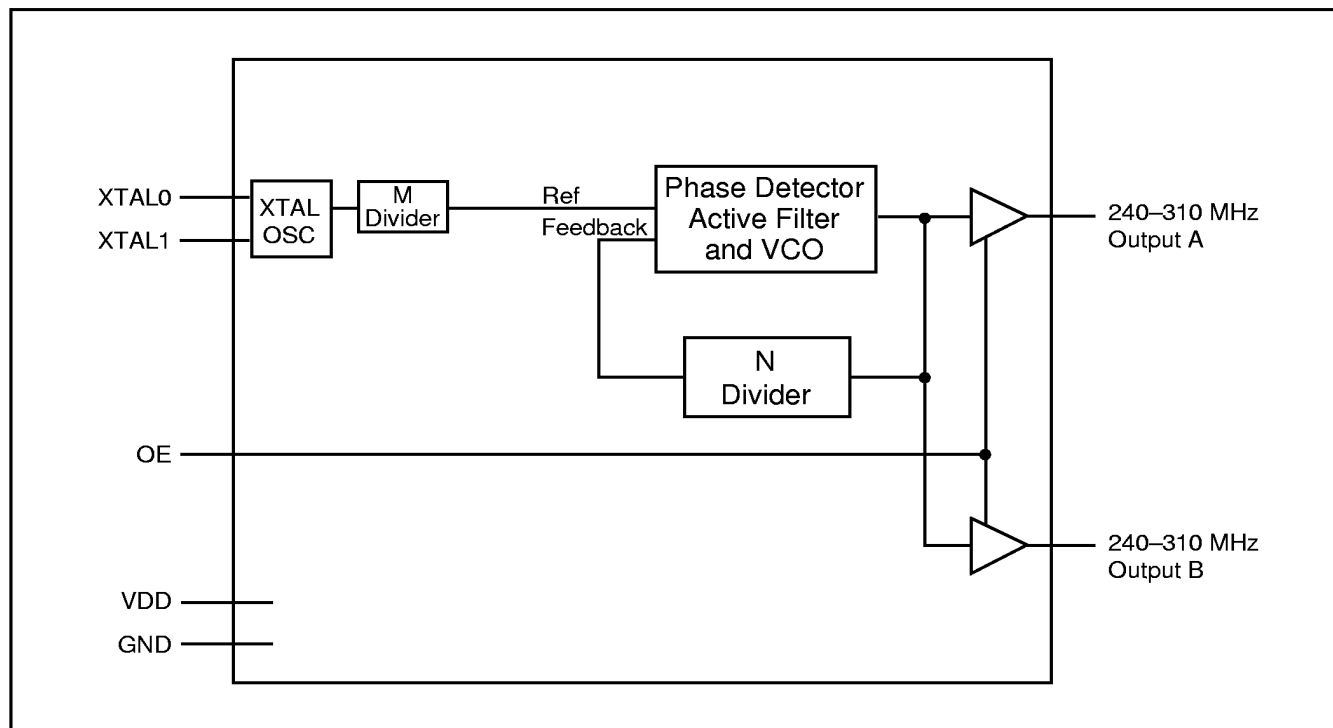 XTAL0
XTAL1
XTAL
OSC
M
Divider
Ref
Feedback
Phase Detector
Active Filter
and VCO
240–310 MHz
Output A
N
Divider
OE
240–310 MHz
Output B
VDD
GND